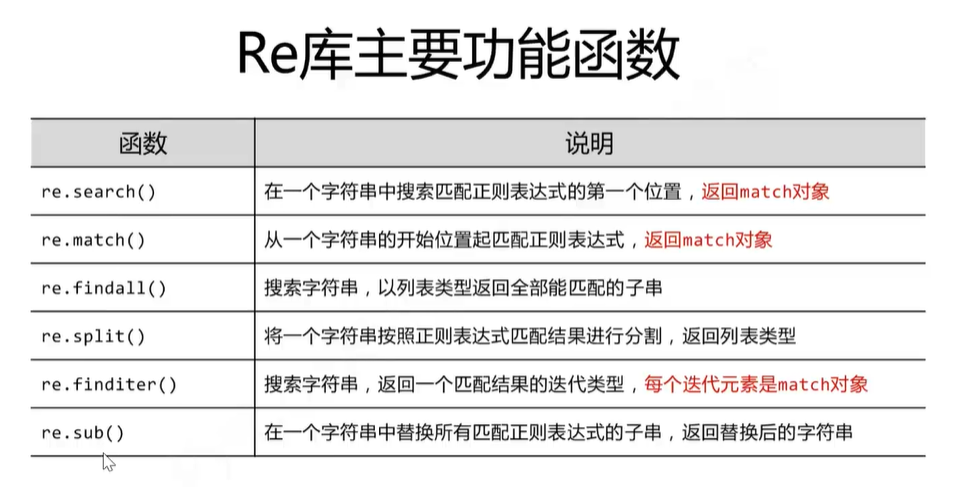 Re库主要功能函数
函数 说明
re.search() 在一个字符串中搜索匹配正则表达式的第一个位置，返回match对象
re.match() 从一个字符串的开始位置起匹配正则表达式，返回match对象
re.findall() 搜索字符串，以列表类型返回全部能匹配的子串
re.split() 将一个字符串按照正则表达式匹配结果进行分割，返回列表类型
re.finditer() 搜索字符串，返回一个匹配结果的迭代类型，每个迭代元素是match对象
re.sub() 在一个字符串中替换所有匹配正则表达式的子串，返回替换后的字符串